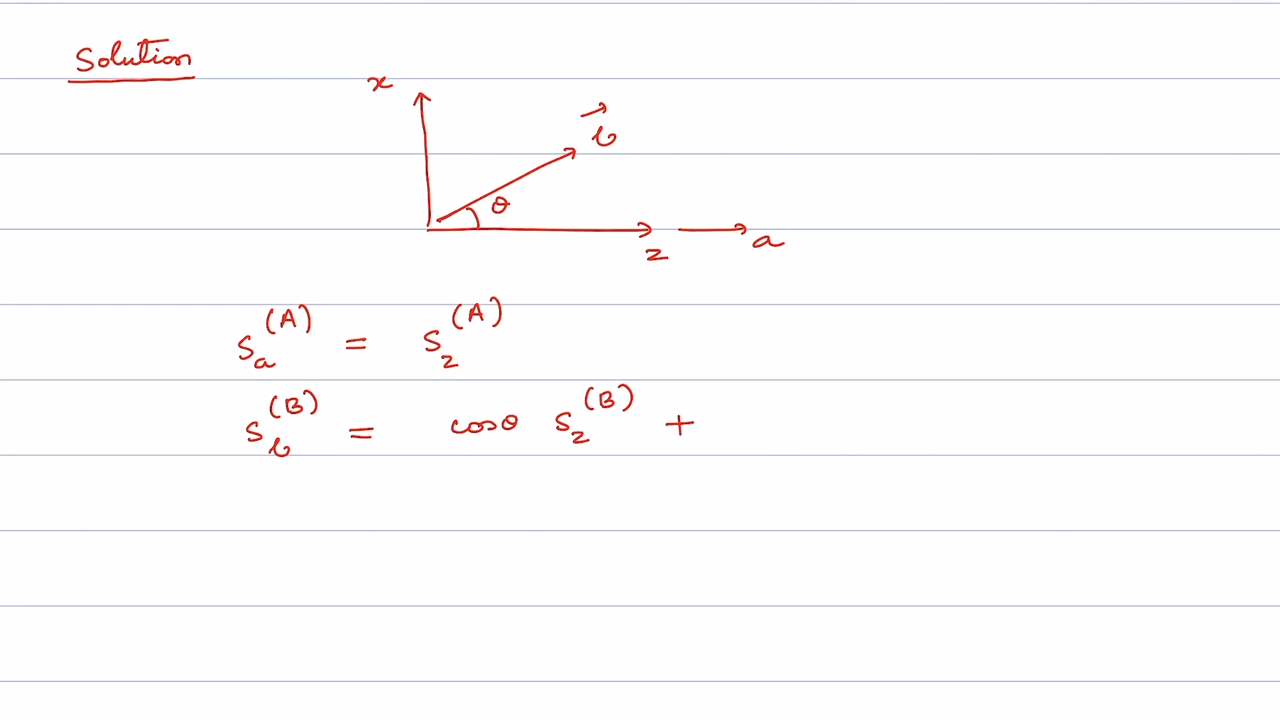 Solution
x
b
θ
z
a
S_a^(A) = S_z^(A)
S_b^(B) = cosθ S_z^(B) +